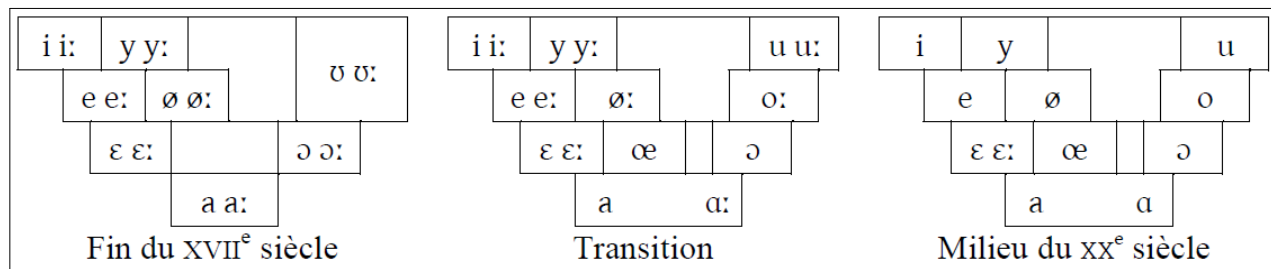 i iː y yː ʊ ʊː
e eː ø øː
ɛ ɛː ɔ ɔː
a aː
Fin du XVIIᵉ siècle
i iː y yː u uː
e eː øː oː
ɛ ɛː œ ɔ
a ɑː
Transition
i y u
e ø o
ɛ ɛː œ ɔ
a ɑ
Milieu du XXᵉ siècle